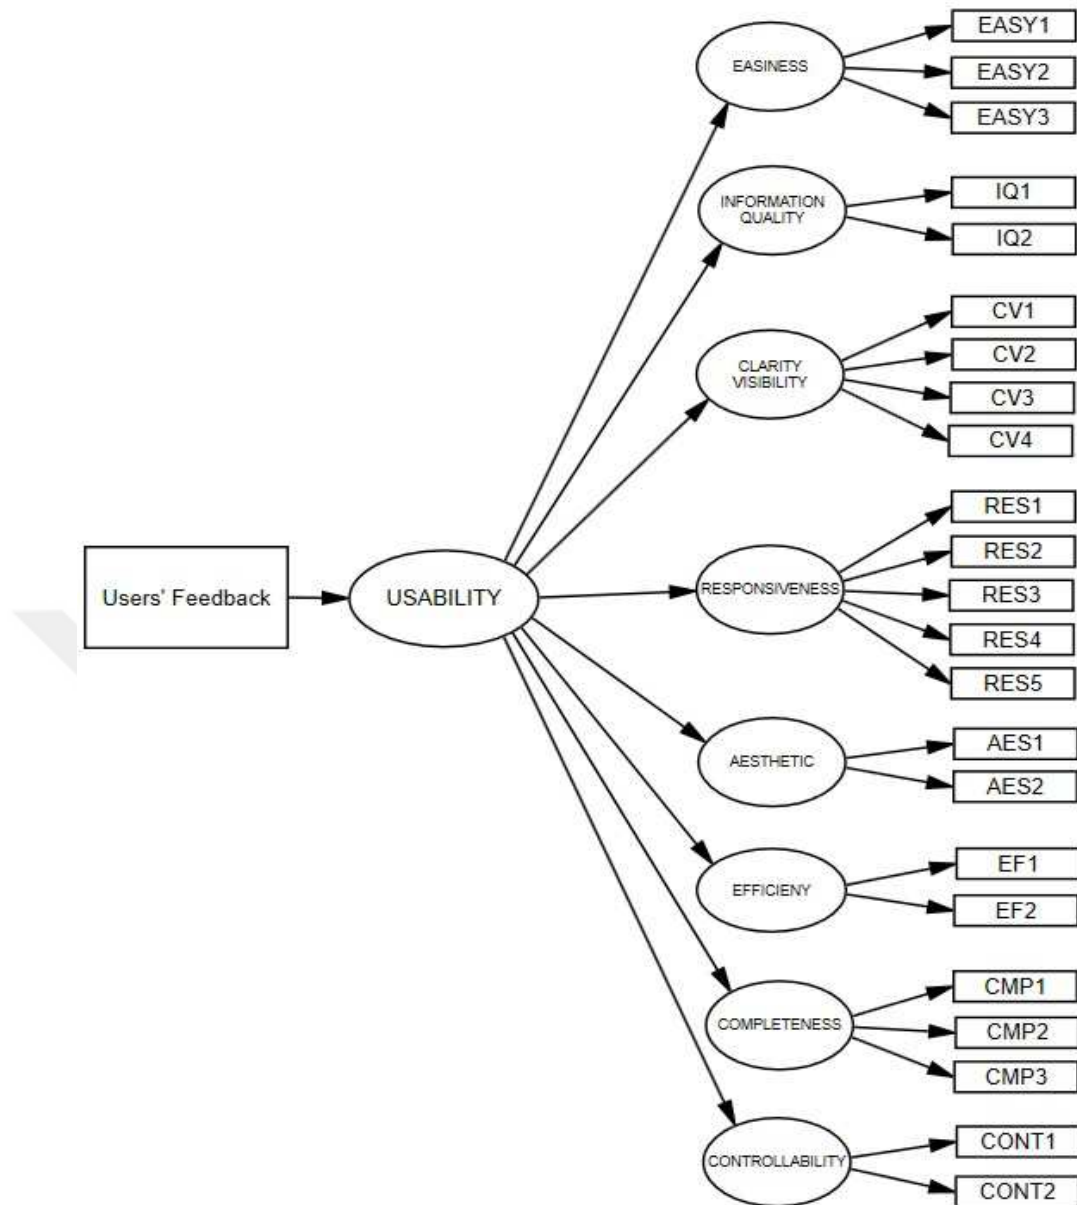 Users' Feedback
USABILITY
EASINESS
EASY1
EASY2
EASY3
INFORMATION
QUALITY
IQ1
IQ2
CLARITY
VISIBILITY
CV1
CV2
CV3
CV4
RESPONSIVENESS
RES1
RES2
RES3
RES4
RES5
AESTHETIC
AES1
AES2
EFFICIENY
EF1
EF2
COMPLETENESS
CMP1
CMP2
CMP3
CONTROLLABILITY
CONT1
CONT2